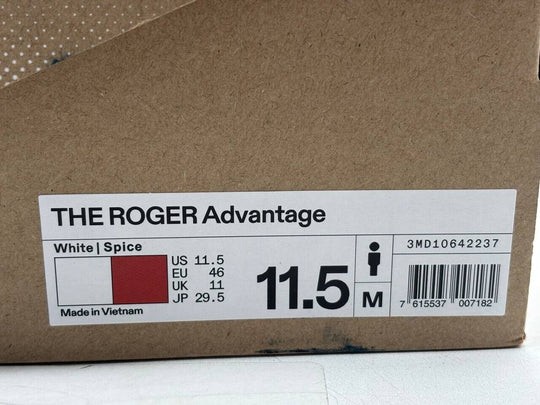 THE ROGER Advantage
White | Spice
US 11.5
EU 46
UK 11
JP 29.5
Made in Vietnam
11.5
M
3MD10642237
7 615537 007182